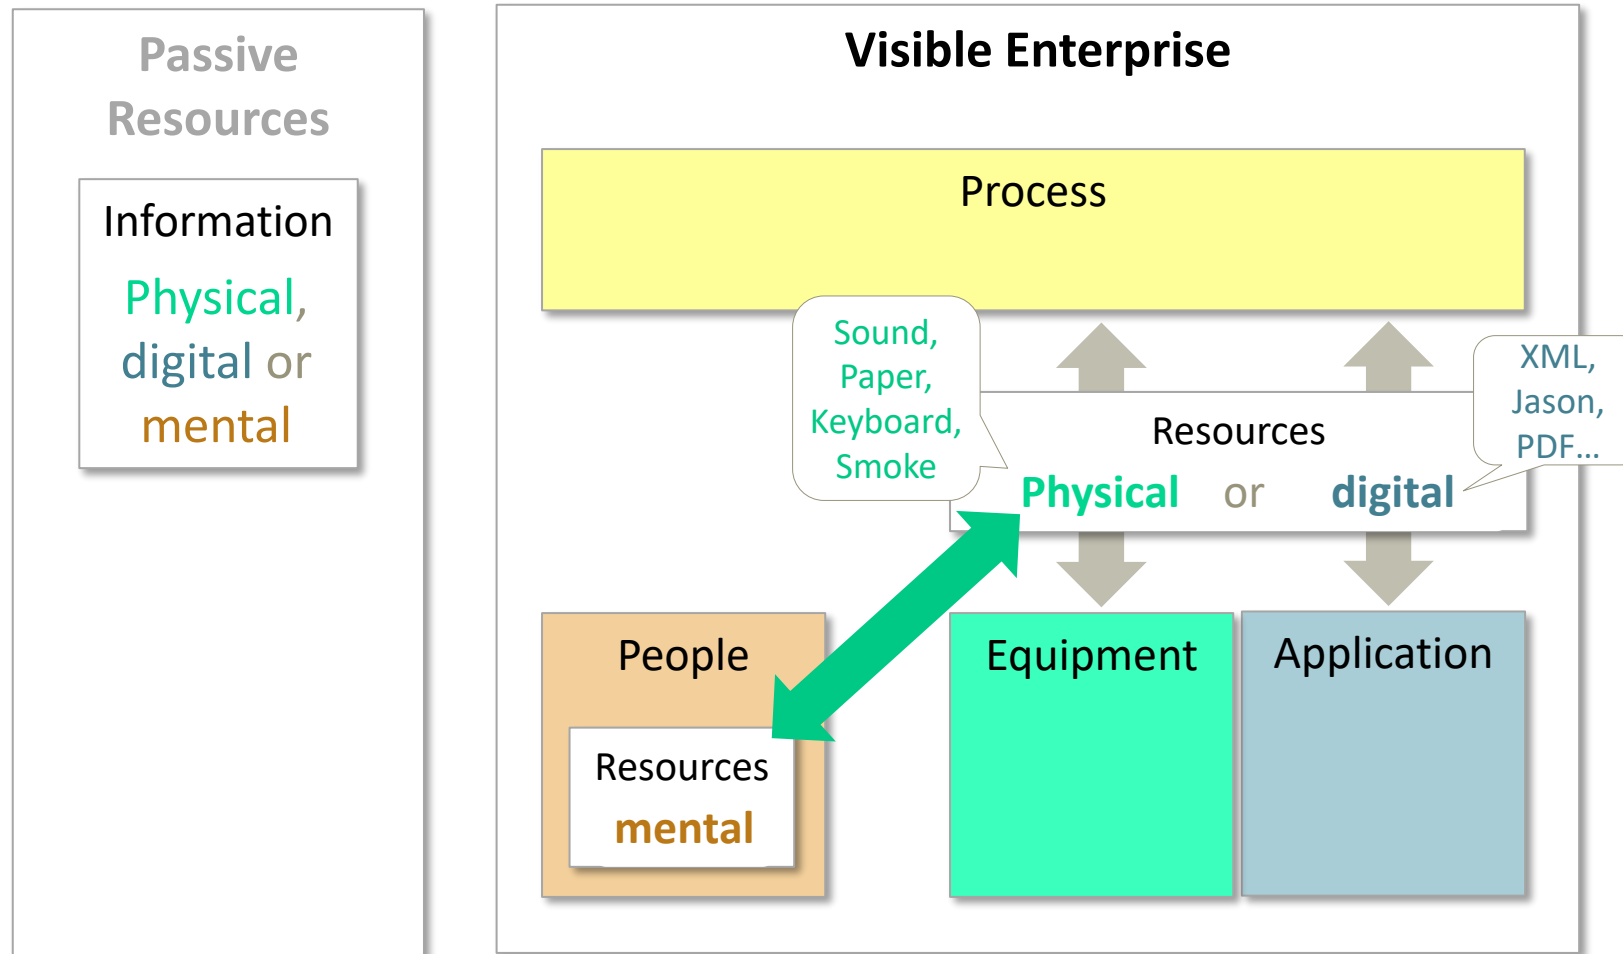 Passive
Resources
Information
Physical,
digital or
mental
Visible Enterprise
Process
Sound,
Paper,
Keyboard,
Smoke
XML,
Jason,
PDF...
Resources
Physical or digital
People
Resources
mental
Equipment
Application